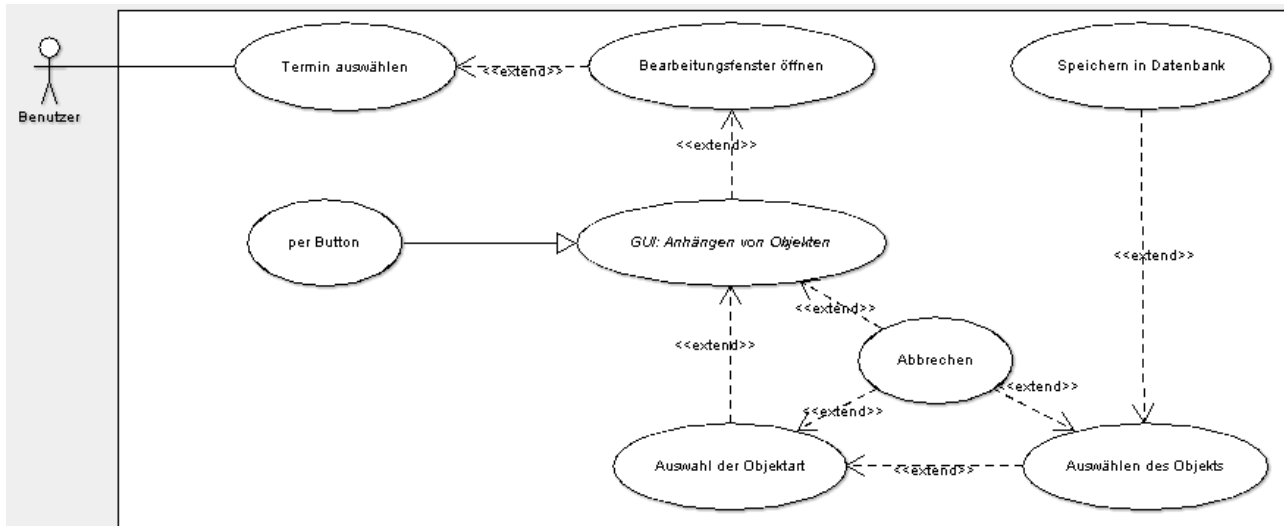 Termin auswählen
<<extend>>
Bearbeitungsfenster öffnen
Speichern in Datenbank
Benutzer
<<extend>>
per Button
GUI: Anhängen von Objekten
<<extend>>
<<extend>>
<<extend>>
Abbrechen
<<extend>>
<<extend>>
Auswahl der Objektart
<<extend>>
Auswählen des Objekts